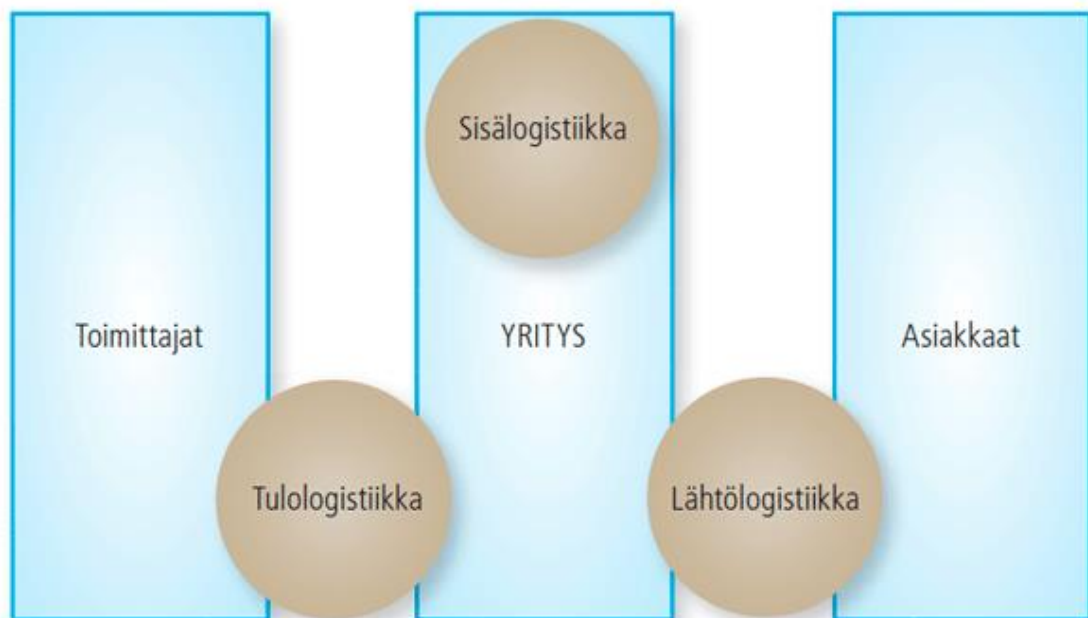 Sisälogistiikka
Toimittajat
YRITYS
Asiakkaat
Tulologistiikka
Lähtölogistiikka